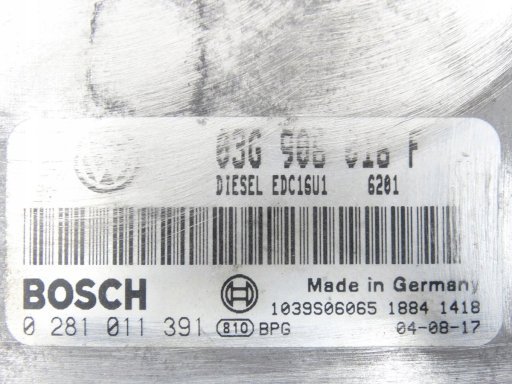 03G 906 016 F
DIESEL EDC16U1 6201
BOSCH
Made in Germany
1039S06065 1884 1418
0 281 011 391 810 BPG 04-08-17